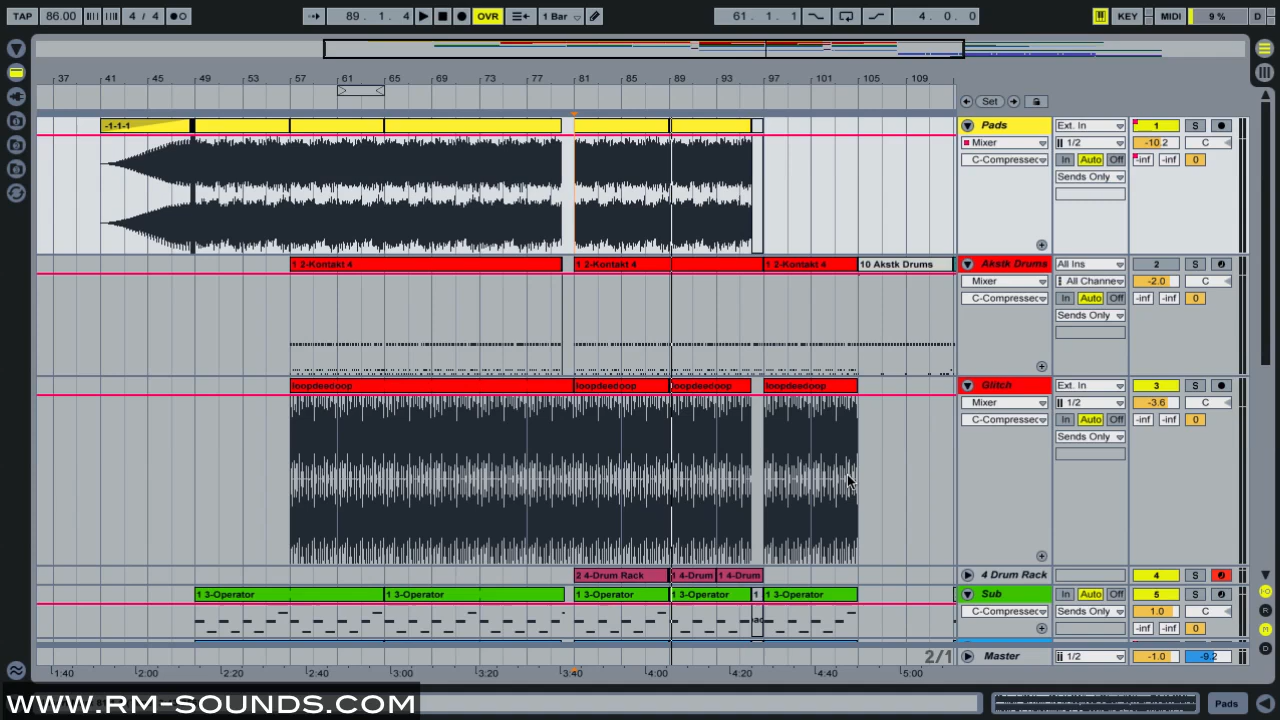 TAP 86.00 4 / 4 89. 1. 4 OVR 1 Bar 61. 1. 1 4. 0. 0 KEY MIDI 9 % D
37 41 45 49 53 57 61 65 69 73 77 81 85 89 93 97 101 105 109
Set
-1-1-1 Pads Ext. In 1 S
Mixer 1/2 -10.2 C
C-Compressec In Auto Off -inf -inf 0
Sends Only
1 2-Kontakt 4 1 2-Kontakt 4 1 2-Kontakt 4 10 Akstk Drums Akstk Drums All Ins 2 S
Mixer All Channe -2.0 C
C-Compressec In Auto Off -inf -inf 0
Sends Only
loopdeedoop loopdeedoop loopdeedoop loopdeedoop Glitch Ext. In 3 S
Mixer 1/2 -3.6 C
C-Compressec In Auto Off -inf -inf 0
Sends Only
2 4-Drum Rack 1 4-Drum 1 4-Drum 4 Drum Rack 4 S
1 3-Operator 1 3-Operator 1 3-Operator 1 3-Operator 1 1 3-Operator Sub In Auto Off 5 S
C-Compressec Sends Only 1.0 C
-inf -inf 0
2/1 Master 1/2 -1.0 -9.2
1:40 2:00 2:20 2:40 3:00 3:20 3:40 4:00 4:20 4:40 5:00
WWW.RM-SOUNDS.COM Pads